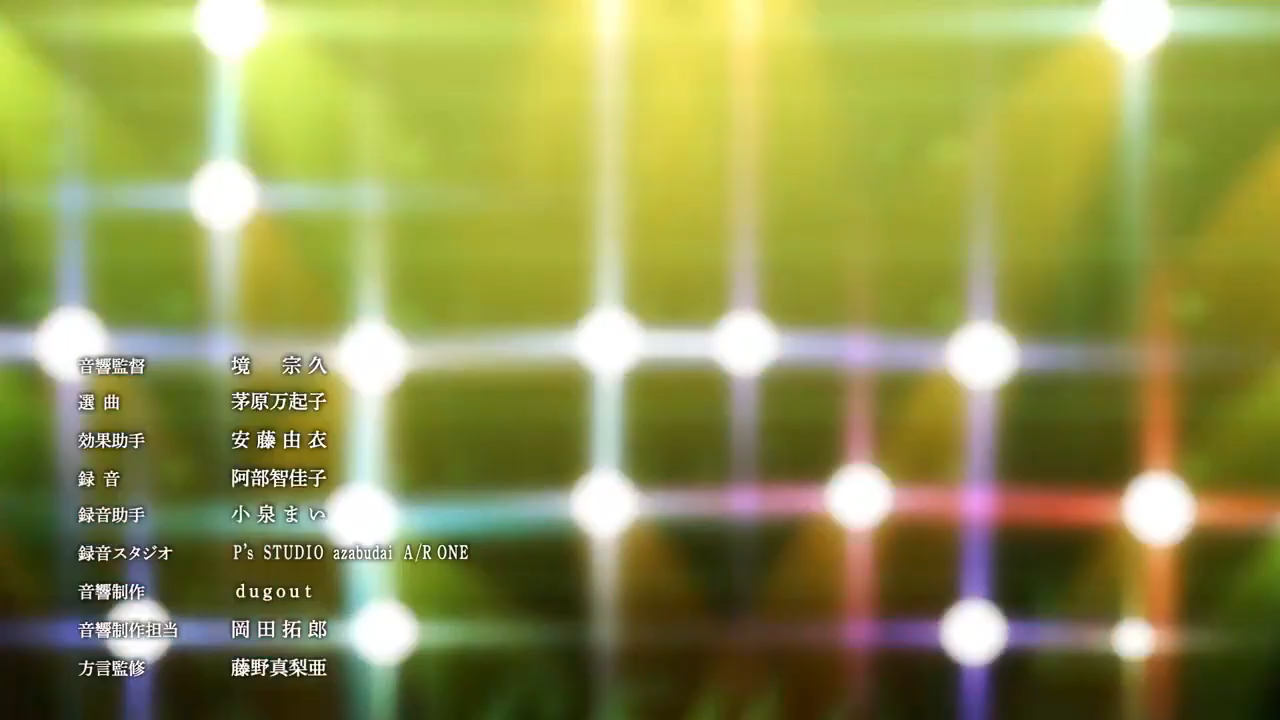 音響監督 境 宗久
選曲 茅原万起子
効果助手 安藤由衣
録音 阿部智佳子
録音助手 小泉まい
録音スタジオ P's STUDIO azabudai A/R ONE
音響制作 dugout
音響制作担当 岡田拓郎
方言監修 藤野真梨亜